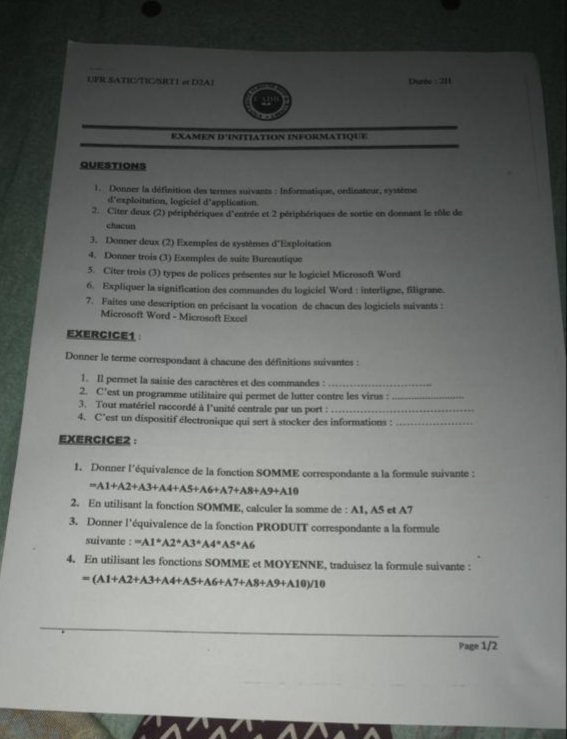 UFR SATIC/TIC/SRT1 et D2A1
Durée : 2H
EXAMEN D'INITIATION INFORMATIQUE
QUESTIONS
1. Donner la définition des termes suivants : Informatique, ordinateur, système
d'exploitation, logiciel d'application.
2. Citer deux (2) périphériques d'entrée et 2 périphériques de sortie en donnant le rôle de
chacun
3. Donner deux (2) Exemples de systèmes d'Exploitation
4. Donner trois (3) Exemples de suite Bureautique
5. Citer trois (3) types de polices présentes sur le logiciel Microsoft Word
6. Expliquer la signification des commandes du logiciel Word : interligne, filigrane.
7. Faites une description en précisant la vocation de chacun des logiciels suivants :
Microsoft Word - Microsoft Excel
EXERCICE1 :
Donner le terme correspondant à chacune des définitions suivantes :
1. Il permet la saisie des caractères et des commandes : ........................
2. C'est un programme utilitaire qui permet de lutter contre les virus : ..................
3. Tout matériel raccordé à l'unité centrale par un port : ..................................
4. C'est un dispositif électronique qui sert à stocker des informations : ..................
EXERCICE2 :
1. Donner l'équivalence de la fonction SOMME correspondante a la formule suivante :
=A1+A2+A3+A4+A5+A6+A7+A8+A9+A10
2. En utilisant la fonction SOMME, calculer la somme de : A1, A5 et A7
3. Donner l'équivalence de la fonction PRODUIT correspondante a la formule
suivante : =A1*A2*A3*A4*A5*A6
4. En utilisant les fonctions SOMME et MOYENNE, traduisez la formule suivante :
= (A1+A2+A3+A4+A5+A6+A7+A8+A9+A10)/10
Page 1/2